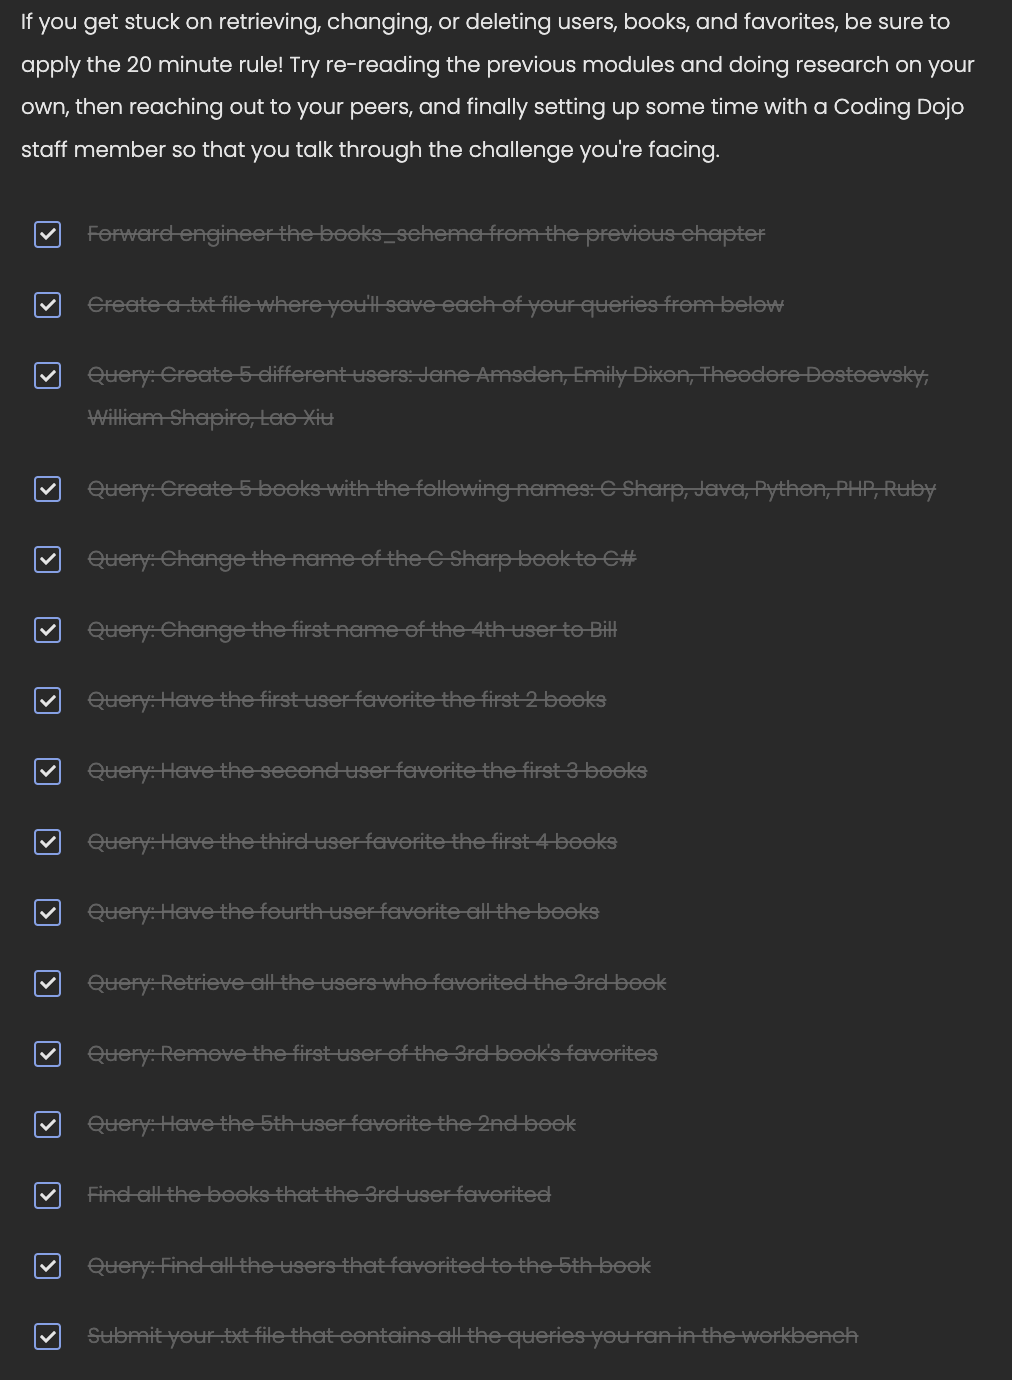 If you get stuck on retrieving, changing, or deleting users, books, and favorites, be sure to
apply the 20 minute rule! Try re-reading the previous modules and doing research on your
own, then reaching out to your peers, and finally setting up some time with a Coding Dojo
staff member so that you talk through the challenge you're facing.
Forward engineer the books_schema from the previous chapter
Create a .txt file where you'll save each of your queries from below
Query: Create 5 different users: Jane Amsden, Emily Dixon, Theodore Dostoevsky,
William Shapiro, Lao Xiu
Query: Create 5 books with the following names: C Sharp, Java, Python, PHP, Ruby
Query: Change the name of the C Sharp book to C#
Query: Change the first name of the 4th user to Bill
Query: Have the first user favorite the first 2 books
Query: Have the second user favorite the first 3 books
Query: Have the third user favorite the first 4 books
Query: Have the fourth user favorite all the books
Query: Retrieve all the users who favorited the 3rd book
Query: Remove the first user of the 3rd book's favorites
Query: Have the 5th user favorite the 2nd book
Find all the books that the 3rd user favorited
Query: Find all the users that favorited to the 5th book
Submit your .txt file that contains all the queries you ran in the workbench